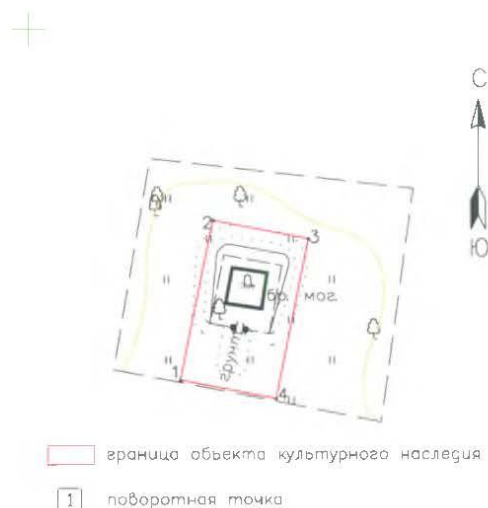 С
Ю
2
3
бр. мог.
грунт
1
4
граница объекта культурного наследия
1 поворотная точка